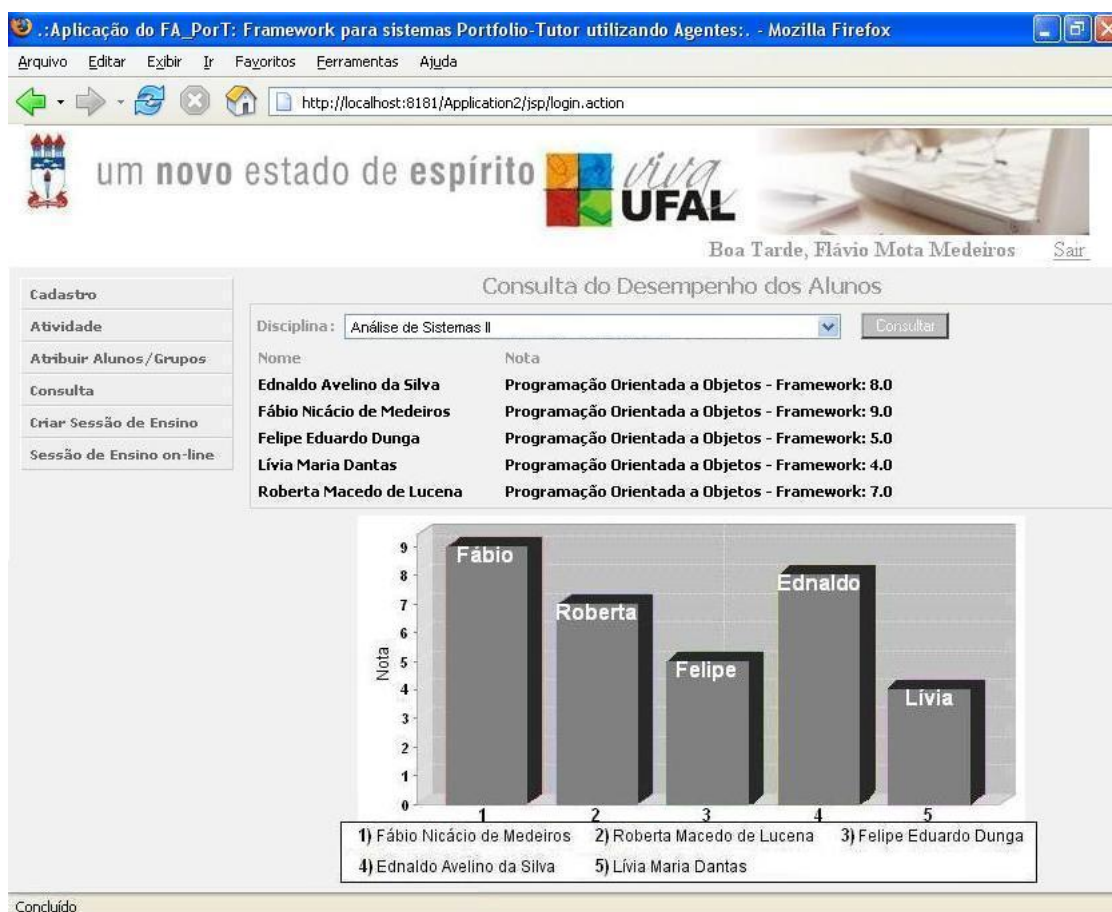 .:Aplicação do FA_PorT: Framework para sistemas Portfolio-Tutor utilizando Agentes:. - Mozilla Firefox
Arquivo Editar Exibir Ir Favoritos Ferramentas Ajuda
http://localhost:8181/Application2/jsp/login.action
um novo estado de espírito viva UFAL
Boa Tarde, Flávio Mota Medeiros Sair
Consulta do Desempenho dos Alunos
Cadastro
Atividade
Atribuir Alunos/Grupos
Consulta
Criar Sessão de Ensino
Sessão de Ensino on-line
Disciplina: Análise de Sistemas II Consultar
Nome Nota
Ednaldo Avelino da Silva Programação Orientada a Objetos - Framework: 8.0
Fábio Nicácio de Medeiros Programação Orientada a Objetos - Framework: 9.0
Felipe Eduardo Dunga Programação Orientada a Objetos - Framework: 5.0
Lívia Maria Dantas Programação Orientada a Objetos - Framework: 4.0
Roberta Macedo de Lucena Programação Orientada a Objetos - Framework: 7.0
Nota
9
8
7
6
5
4
3
2
1
0
Fábio
Roberta
Felipe
Ednaldo
Lívia
1 2 3 4 5
1) Fábio Nicácio de Medeiros 2) Roberta Macedo de Lucena 3) Felipe Eduardo Dunga
4) Ednaldo Avelino da Silva 5) Lívia Maria Dantas
Concluído